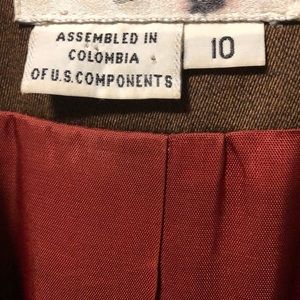 ASSEMBLED IN
COLOMBIA
OF U.S. COMPONENTS
10